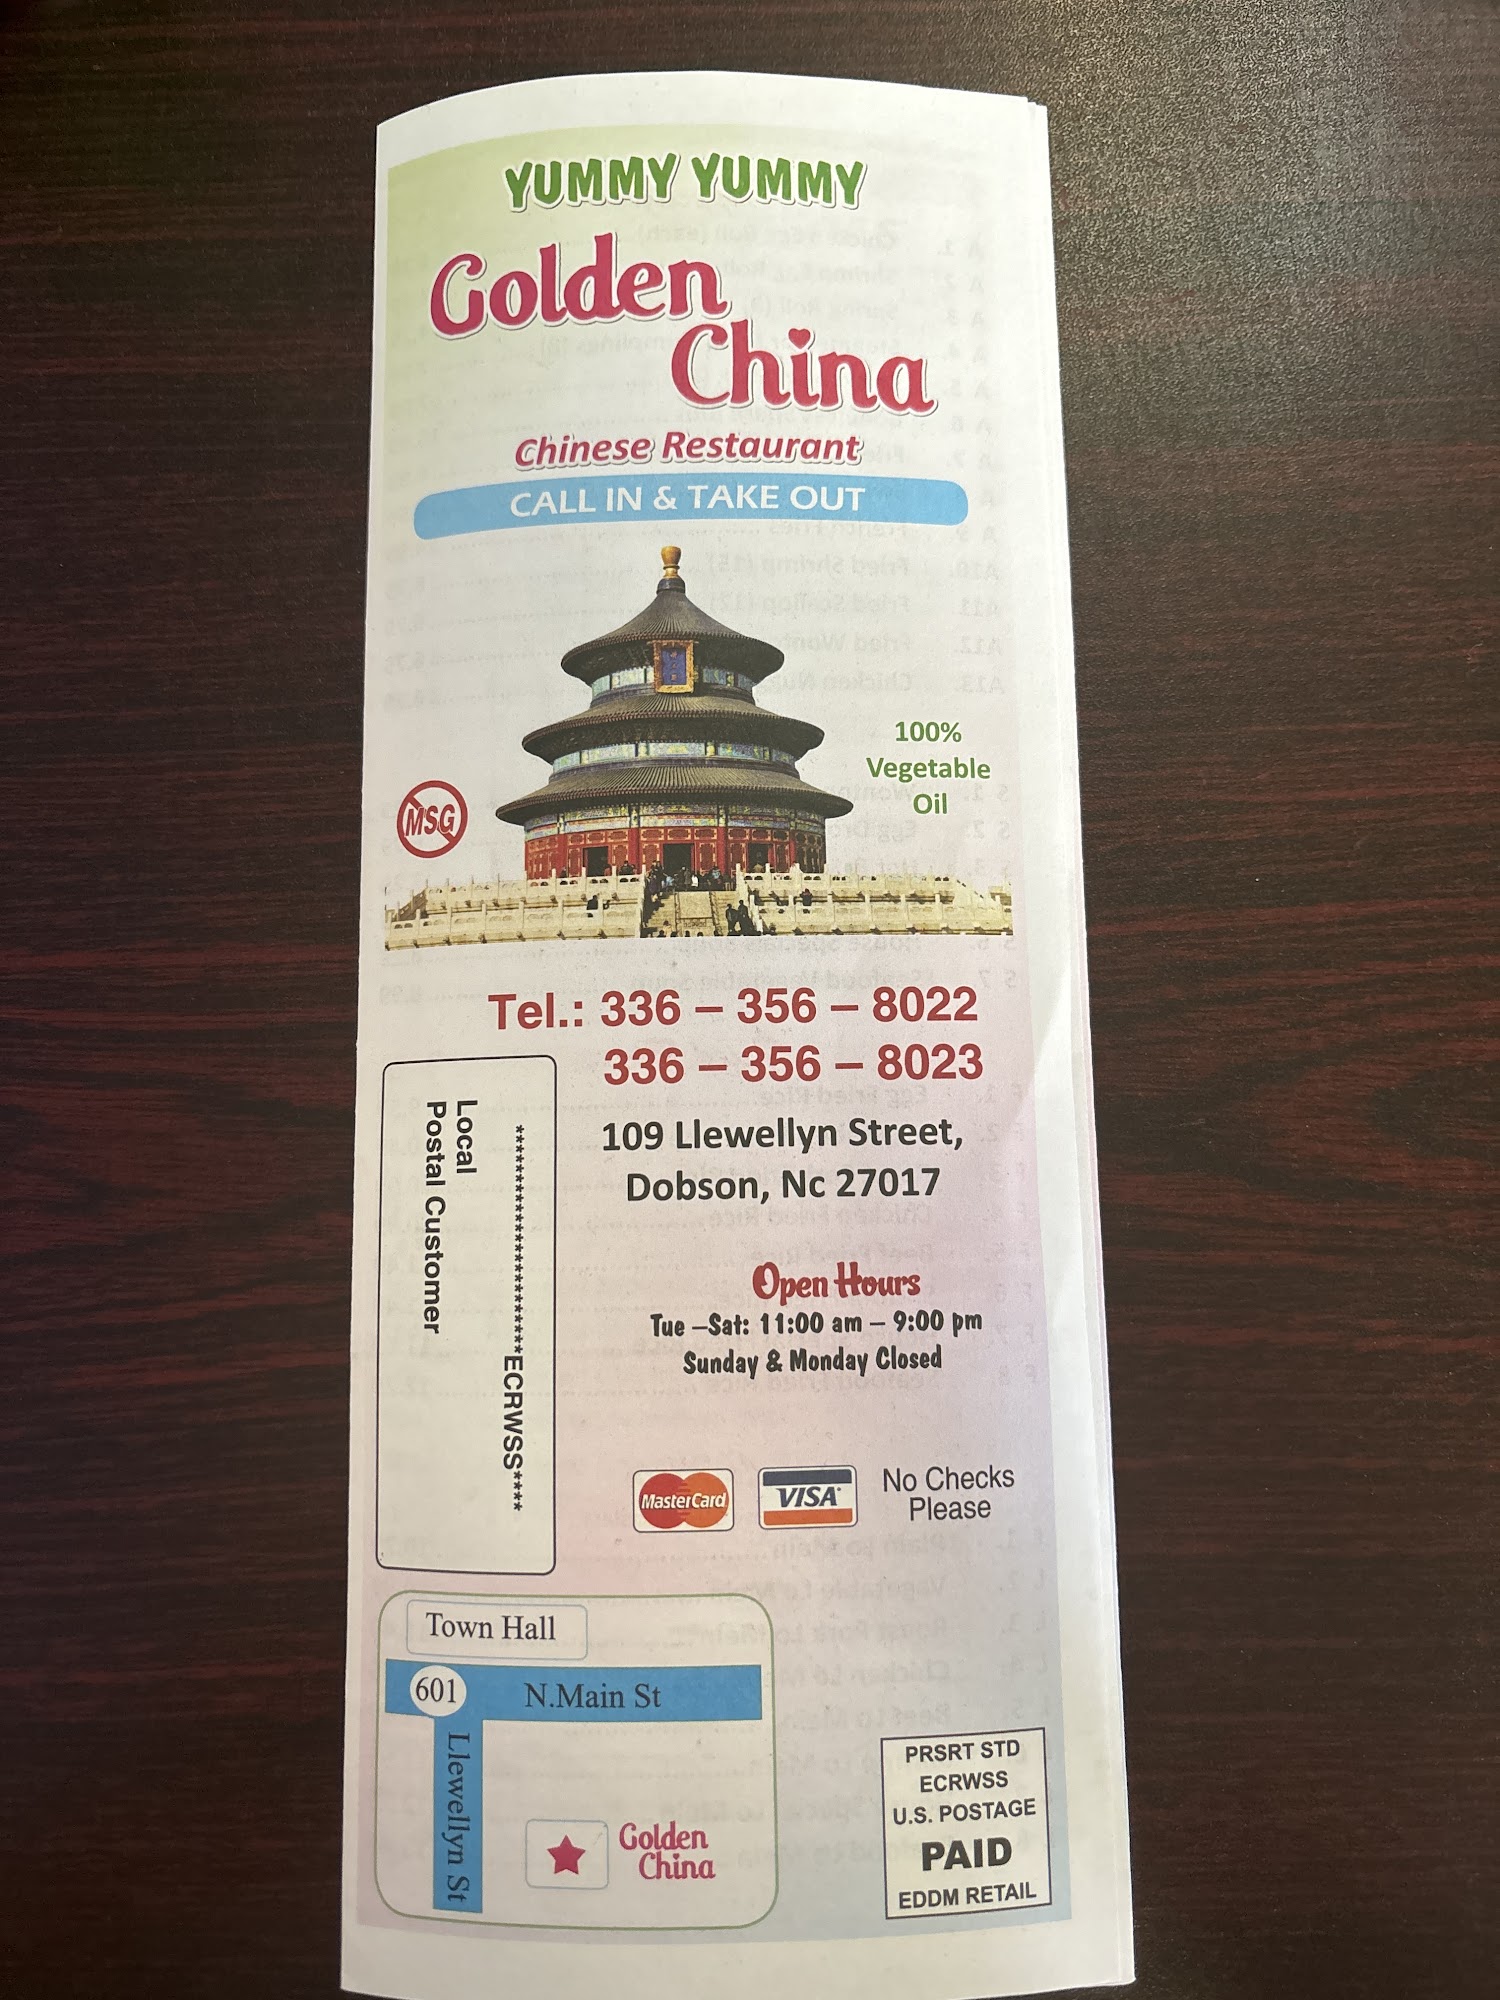 YUMMY YUMMY
Golden
China
Chinese Restaurant
CALL IN & TAKE OUT
100%
Vegetable
Oil
MSG
Tel.: 336 – 356 – 8022
336 – 356 – 8023
109 Llewellyn Street,
Dobson, Nc 27017
Open Hours
Tue –Sat: 11:00 am – 9:00 pm
Sunday & Monday Closed
MasterCard
VISA
No Checks
Please
****************************ECRWSS****
Local
Postal Customer
Town Hall
601
N.Main St
Llewellyn St
Golden
China
PRSRT STD
ECRWSS
U.S. POSTAGE
PAID
EDDM RETAIL